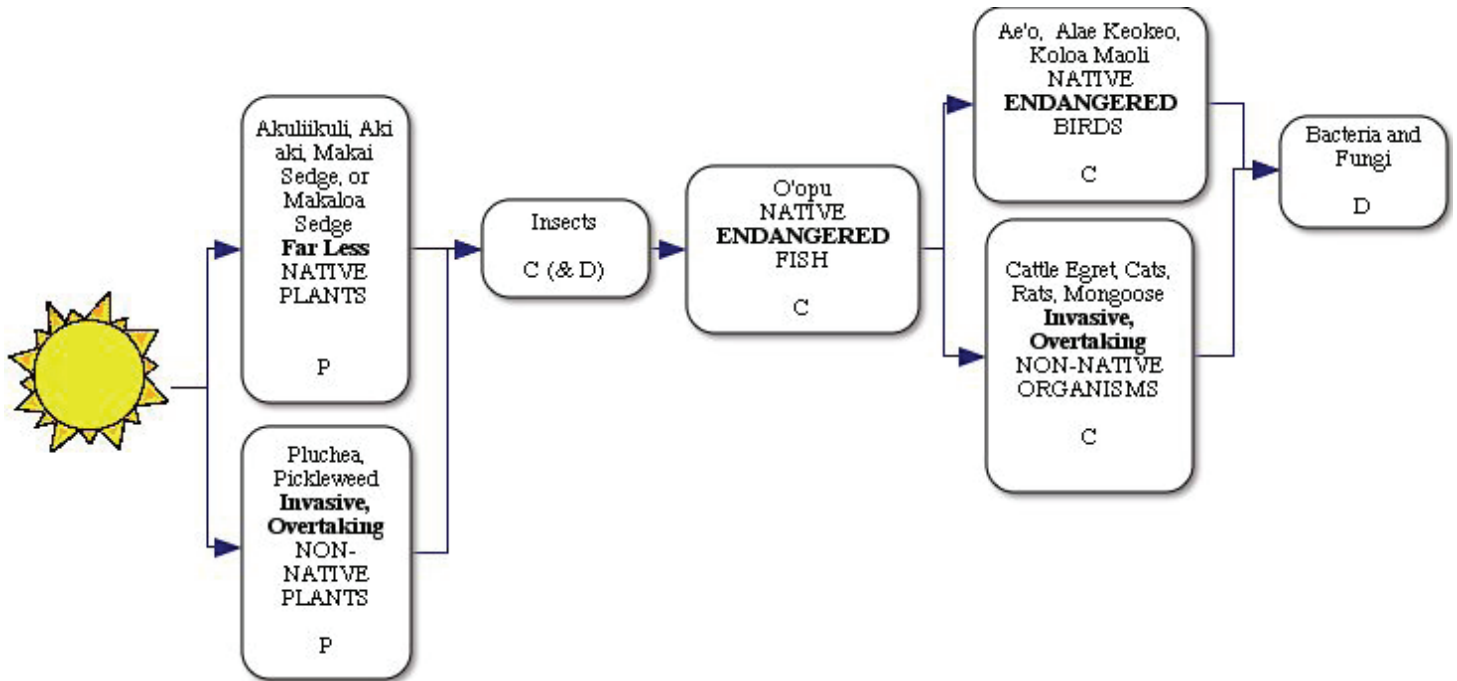 Akuliikuli, Aki
aki, Makai
Sedge, or
Makaloa
Sedge
Far Less
NATIVE
PLANTS
P
Pluchea,
Pickleweed
Invasive,
Overtaking
NON-
NATIVE
PLANTS
P
Insects
C (& D)
O'opu
NATIVE
ENDANGERED
FISH
C
Ae'o, Alae Keokeo,
Koloa Maoli
NATIVE
ENDANGERED
BIRDS
C
Cattle Egret, Cats,
Rats, Mongoose
Invasive,
Overtaking
NON-NATIVE
ORGANISMS
C
Bacteria and
Fungi
D